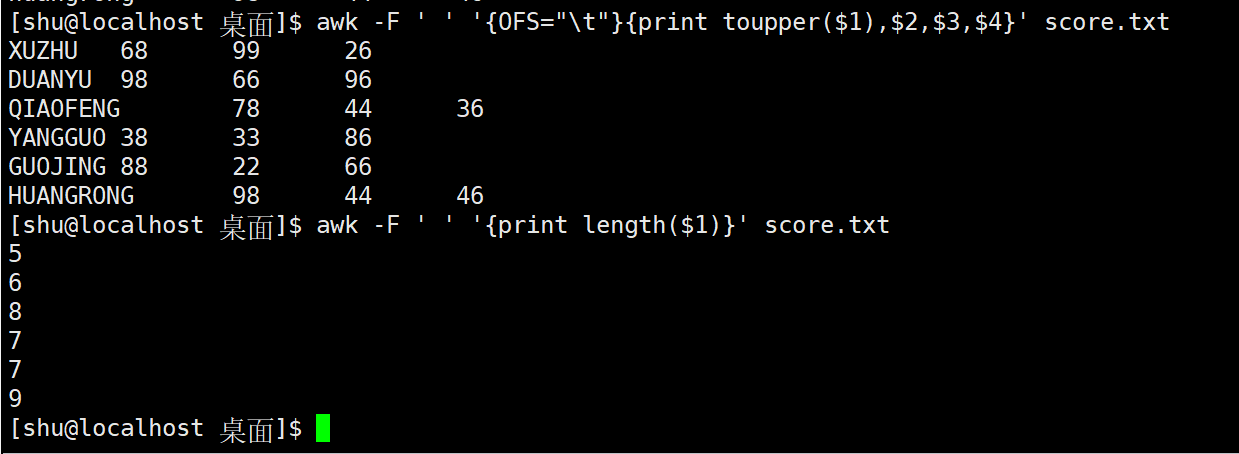 [shu@localhost 桌面]$ awk -F ' ' '{OFS="\t"}{print toupper($1),$2,$3,$4}' score.txt
XUZHU   68      99      26
DUANYU  98      66      96
QIAOFENG        78      44      36
YANGGUO 38      33      86
GUOJING 88      22      66
HUANGRONG       98      44      46
[shu@localhost 桌面]$ awk -F ' ' '{print length($1)}' score.txt
5
6
8
7
7
9
[shu@localhost 桌面]$